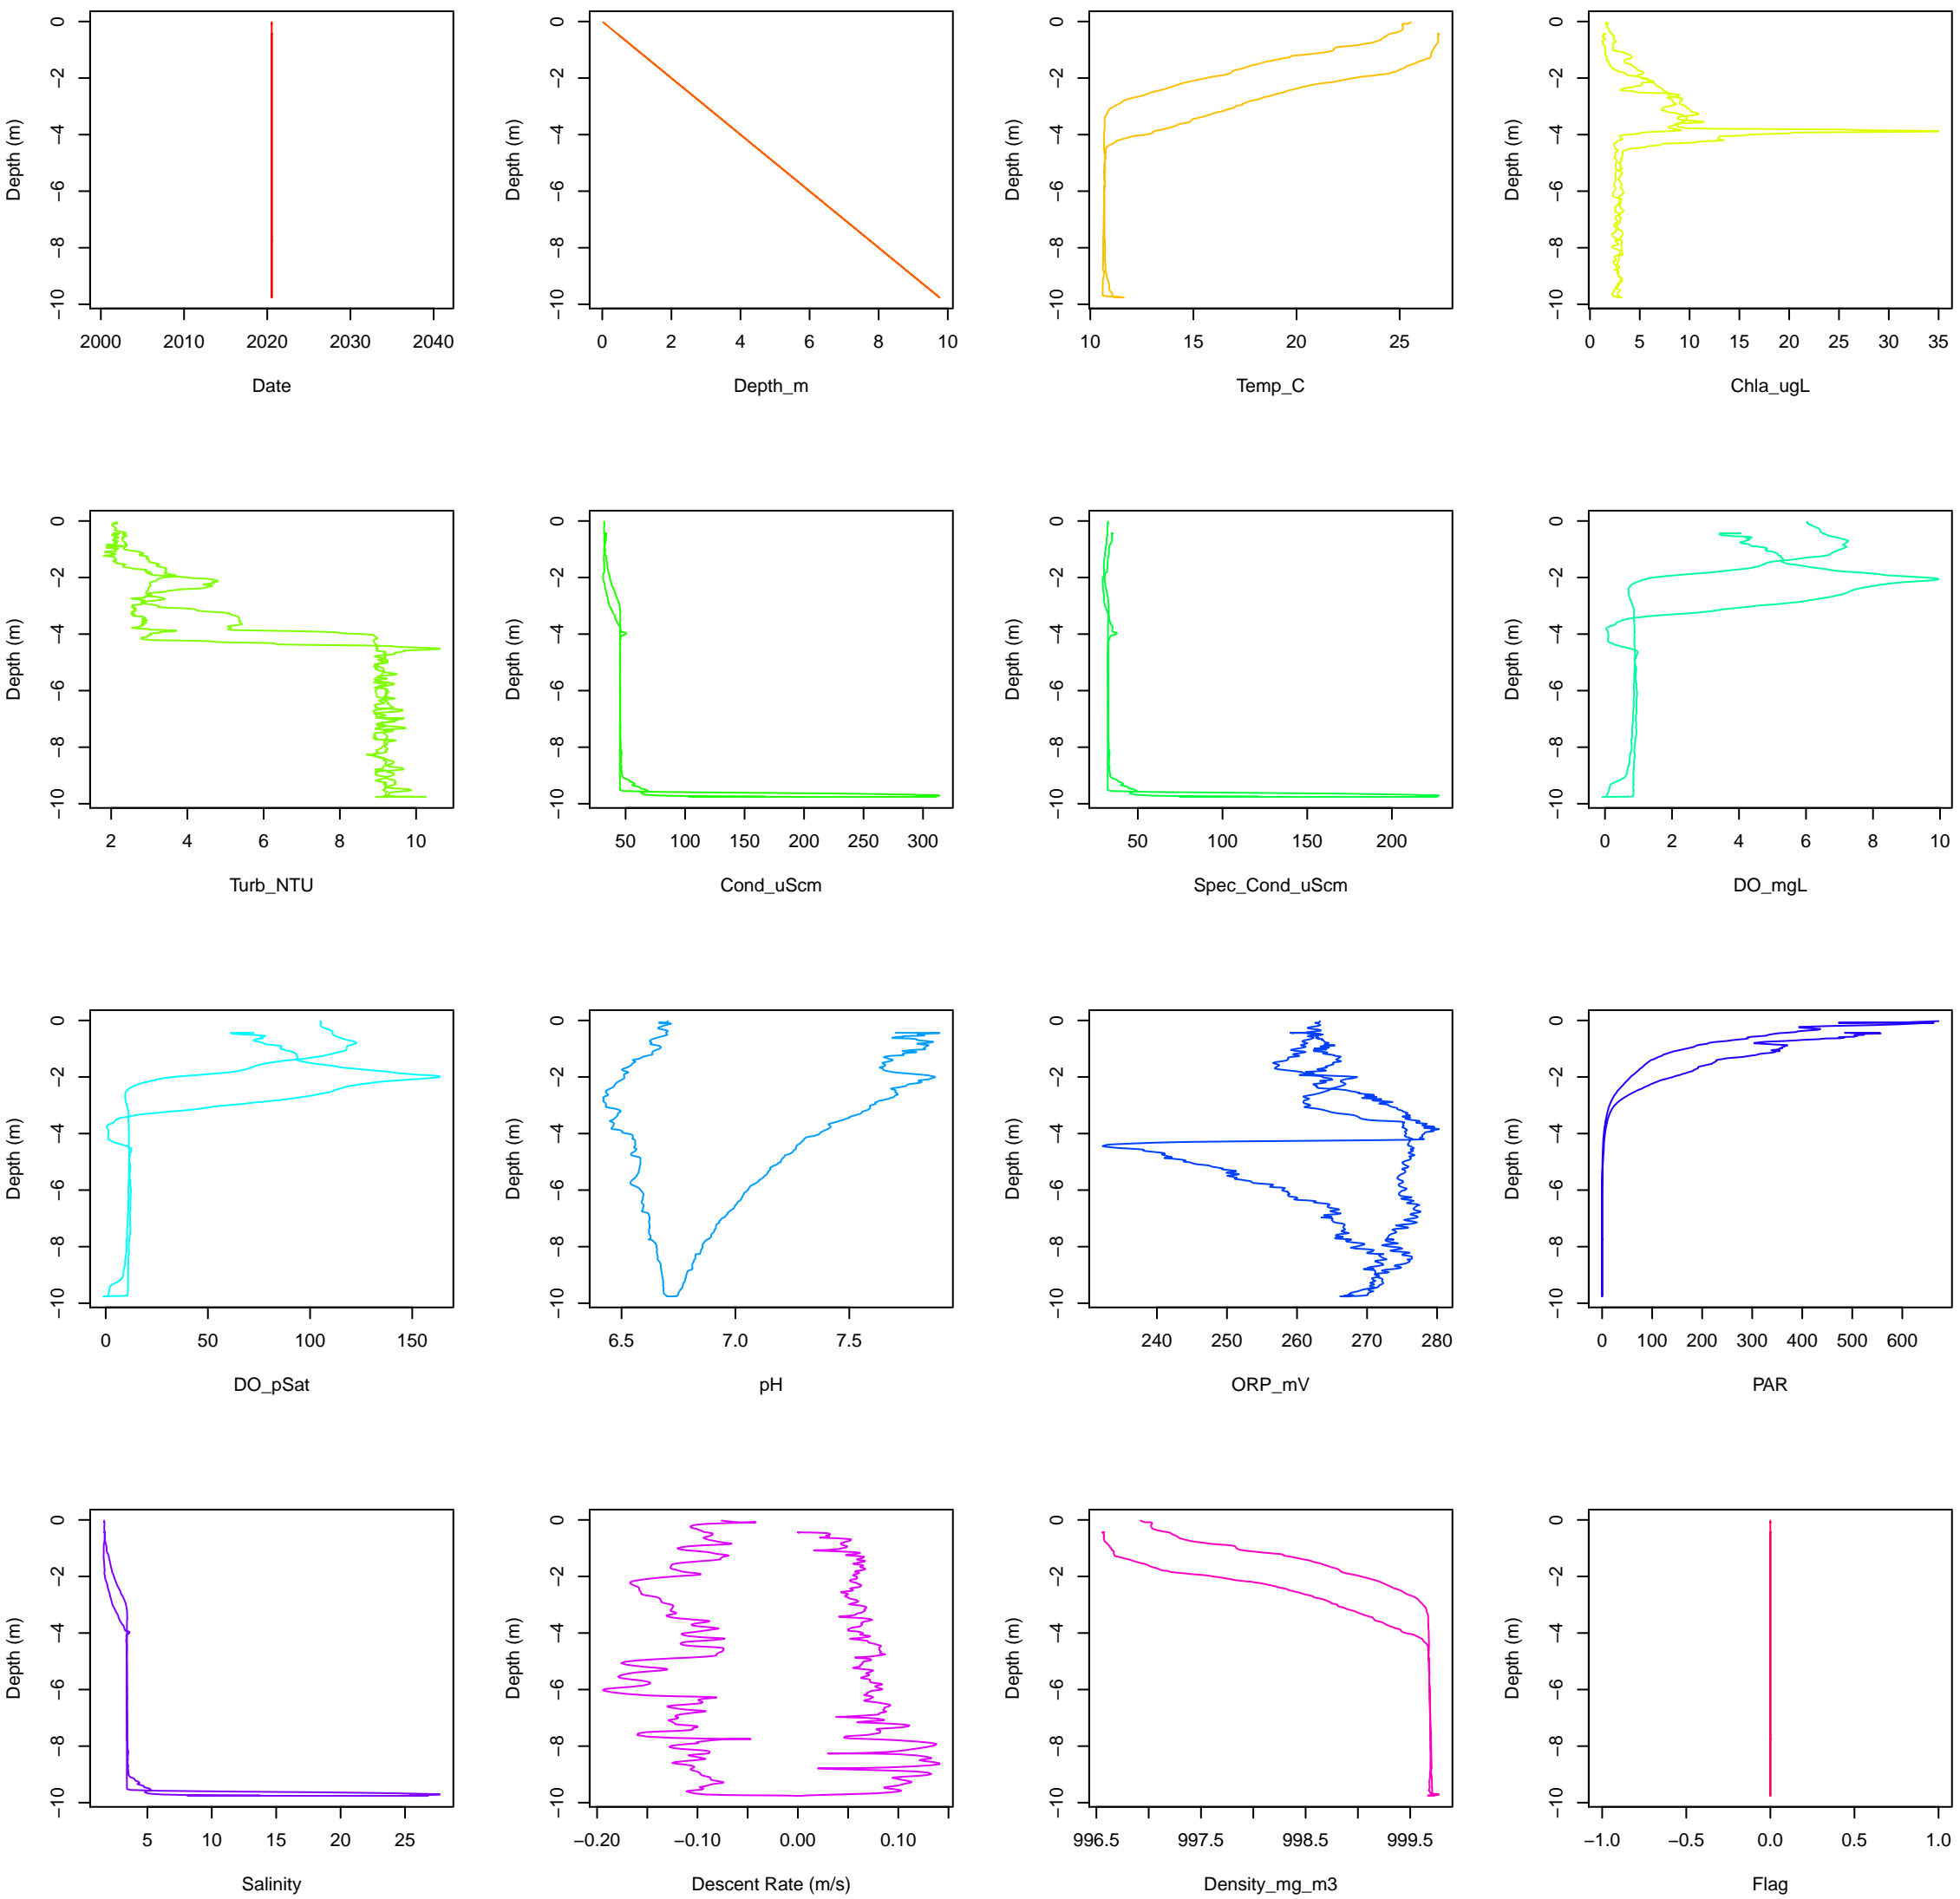 Depth (m)
−10 −8 −6 −4 −2 0
2000 2010 2020 2030 2040
Date
Depth (m)
−10 −8 −6 −4 −2 0
0 2 4 6 8 10
Depth_m
Depth (m)
−10 −8 −6 −4 −2 0
10 15 20 25
Temp_C
Depth (m)
−10 −8 −6 −4 −2 0
0 5 10 15 20 25 30 35
Chla_ugL
Depth (m)
−10 −8 −6 −4 −2 0
2 4 6 8 10
Turb_NTU
Depth (m)
−10 −8 −6 −4 −2 0
50 100 150 200 250 300
Cond_uScm
Depth (m)
−10 −8 −6 −4 −2 0
50 100 150 200
Spec_Cond_uScm
Depth (m)
−10 −8 −6 −4 −2 0
0 2 4 6 8 10
DO_mgL
Depth (m)
−10 −8 −6 −4 −2 0
0 50 100 150
DO_pSat
Depth (m)
−10 −8 −6 −4 −2 0
6.5 7.0 7.5
pH
Depth (m)
−10 −8 −6 −4 −2 0
240 250 260 270 280
ORP_mV
Depth (m)
−10 −8 −6 −4 −2 0
0 100 200 300 400 500 600
PAR
Depth (m)
−10 −8 −6 −4 −2 0
5 10 15 20 25
Salinity
Depth (m)
−10 −8 −6 −4 −2 0
−0.20 −0.10 0.00 0.10
Descent Rate (m/s)
Depth (m)
−10 −8 −6 −4 −2 0
996.5 997.5 998.5 999.5
Density_mg_m3
Depth (m)
−10 −8 −6 −4 −2 0
−1.0 −0.5 0.0 0.5 1.0
Flag